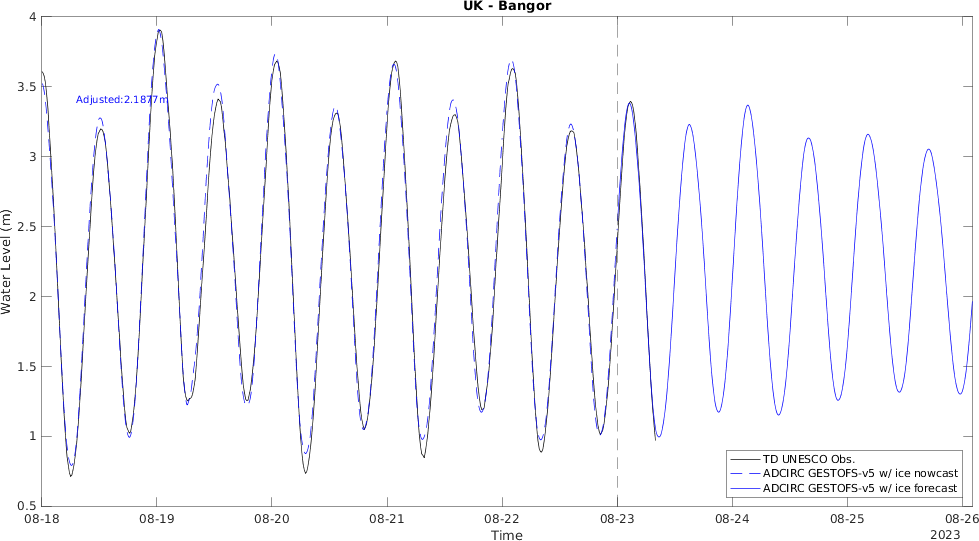 UK - Bangor
4
3.5
3
2.5
2
1.5
1
0.5
Water Level (m)
Adjusted:2.1877m
TD UNESCO Obs.
ADCIRC GESTOFS-v5 w/ ice nowcast
ADCIRC GESTOFS-v5 w/ ice forecast
08-18 08-19 08-20 08-21 08-22 08-23 08-24 08-25 08-26
Time
2023